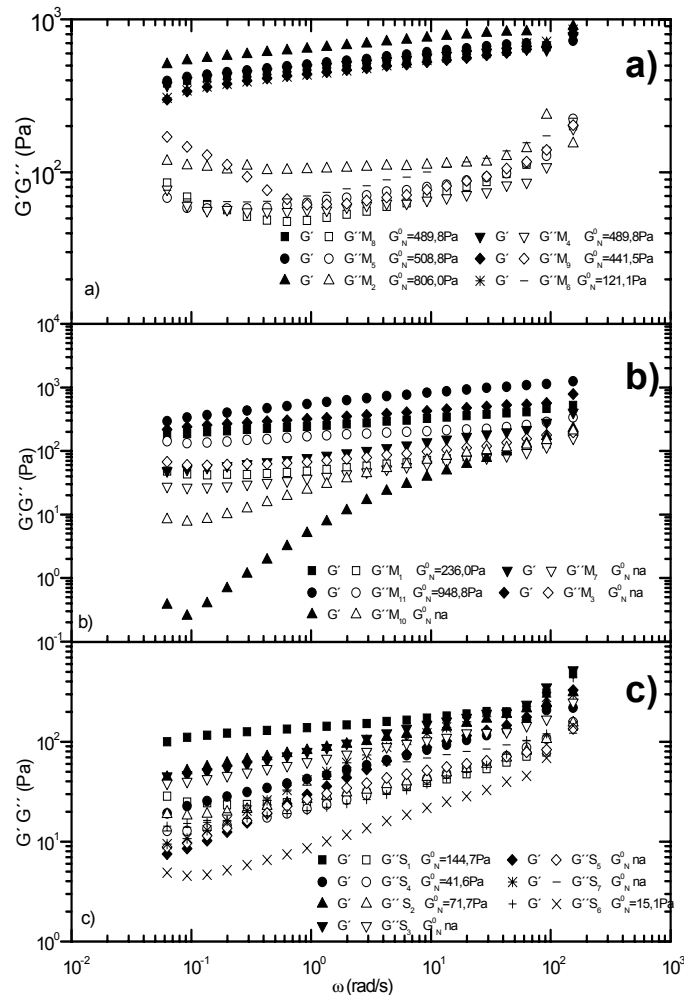 10³
a)
G'G'' (Pa)
10²
G´ G´´M₈ G⁰N=489,8Pa G´ G´´M₄ G⁰N=489,8Pa
G´ G´´M₅ G⁰N=508,8Pa G´ G´´M₉ G⁰N=441,5Pa
G´ G´´M₂ G⁰N=806,0Pa G´ G´´M₆ G⁰N=121,1Pa
a)
10⁴
10³
b)
G'G'' (Pa)
10²
10¹
10⁰
10⁻¹
G´ G´´M₁ G⁰N=236,0Pa G´ G´´M₇ G⁰N na
G´ G´´M₁₁ G⁰N=948,8Pa G´ G´´M₃ G⁰N na
G´ G´´M₁₀ G⁰N na
b)
c)
G' G'' (Pa)
10²
10¹
10⁰
G´ G´´S₁ G⁰N=144,7Pa G´ G´´S₅ G⁰N na
G´ G´´S₄ G⁰N=41,6Pa G´ G´´S₇ G⁰N na
G´ G´´S₂ G⁰N=71,7Pa G´ G´´S₆ G⁰N=15,1Pa
G´ G´´S₃ G⁰N na
c)
10⁻² 10⁻¹ 10⁰ 10¹ 10² 10³
ω(rad/s)